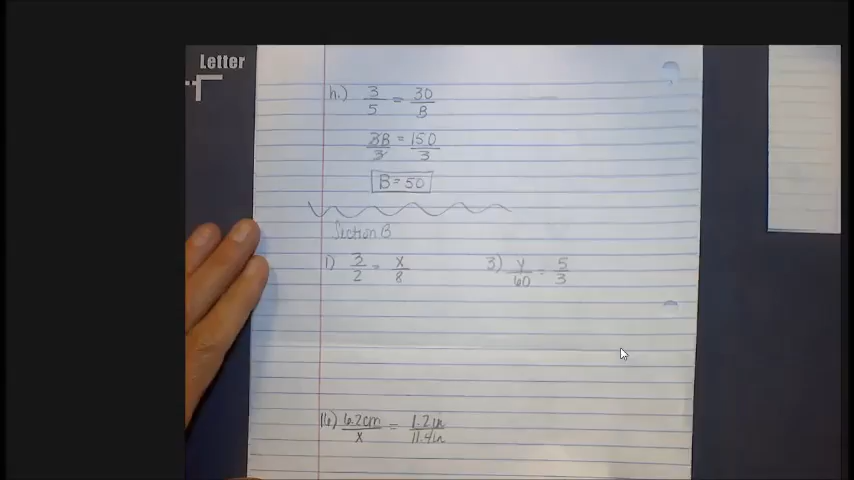 Letter
h.) 3/5 = 30/B
3B/3 = 150/3
B = 50
Section B
1) 3/2 = x/8
3) y/60 = 5/3
16) 6.2cm/x = 1.2in/11.4in